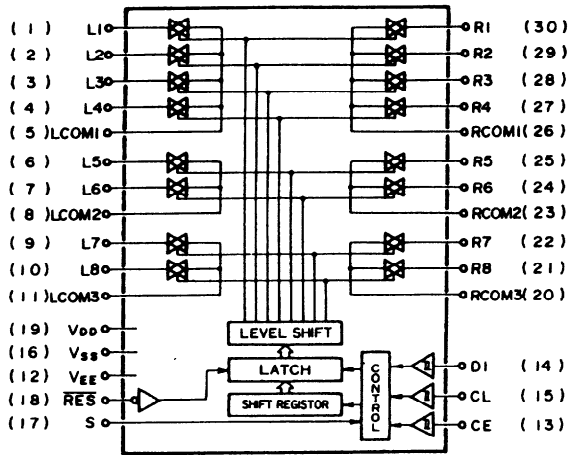 (1) L1 R1 (30)
(2) L2 R2 (29)
(3) L3 R3 (28)
(4) L4 R4 (27)
(5) LCOM1 RCOM1 (26)
(6) L5 R5 (25)
(7) L6 R6 (24)
(8) LCOM2 RCOM2 (23)
(9) L7 R7 (22)
(10) L8 R8 (21)
(11) LCOM3 RCOM3 (20)
(19) VDD LEVEL SHIFT
(16) VSS
(12) VEE LATCH DI (14)
(18) RES SHIFT REGISTOR CONTROL CL (15)
(17) S CE (13)